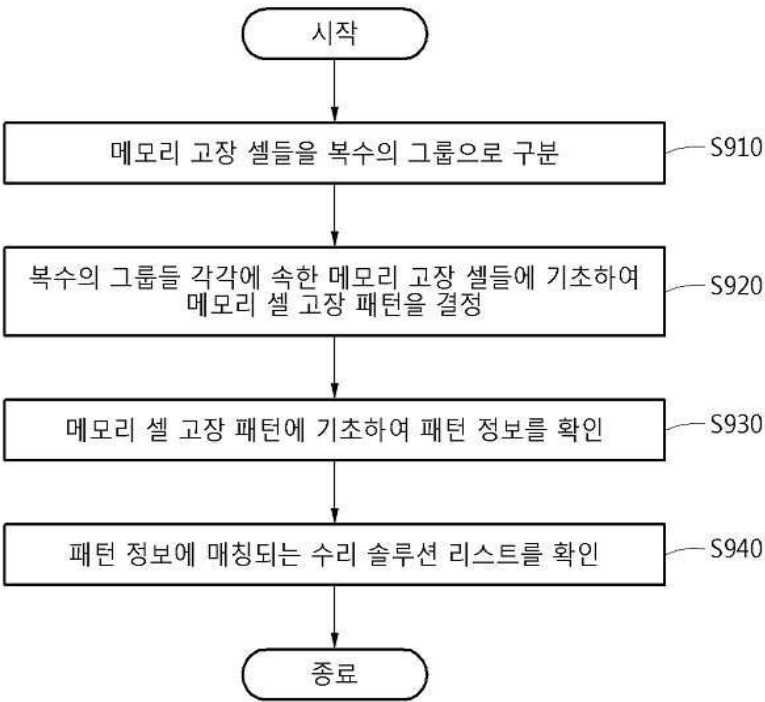 시작
메모리 고장 셀들을 복수의 그룹으로 구분
S910
복수의 그룹들 각각에 속한 메모리 고장 셀들에 기초하여
메모리 셀 고장 패턴을 결정
S920
메모리 셀 고장 패턴에 기초하여 패턴 정보를 확인
S930
패턴 정보에 매칭되는 수리 솔루션 리스트를 확인
S940
종료